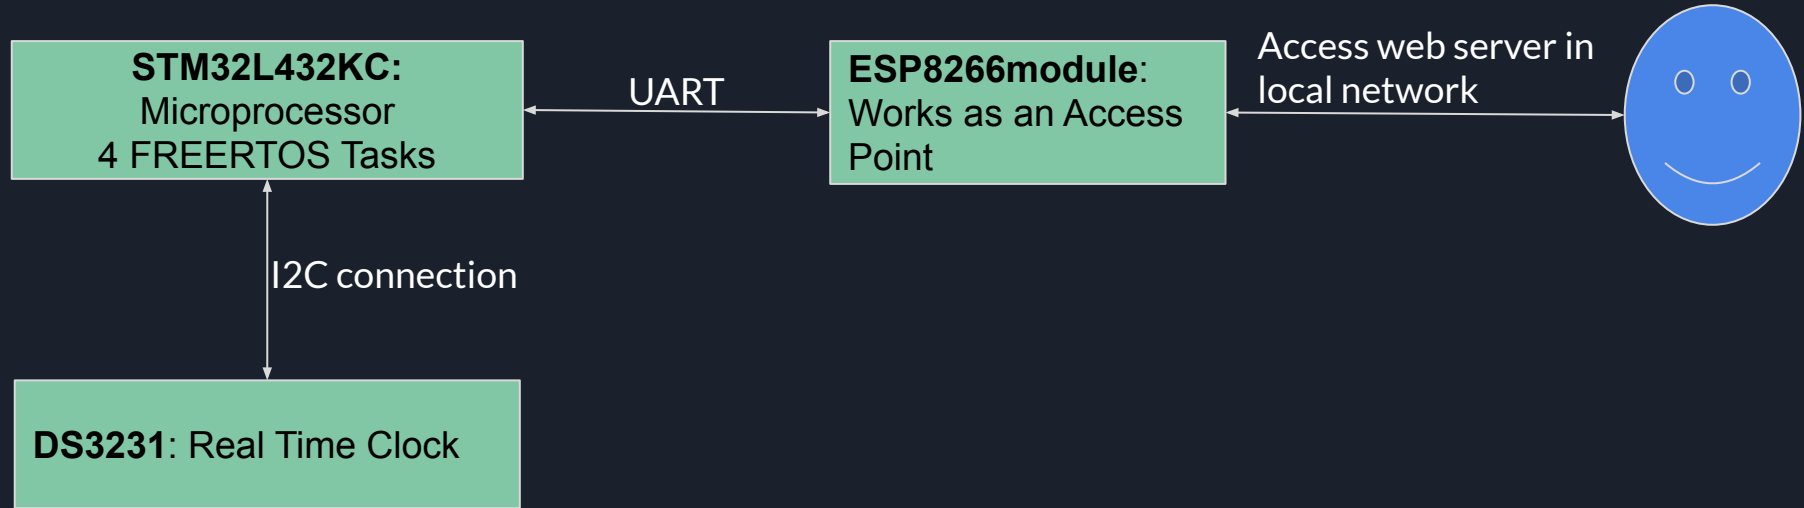 STM32L432KC:
Microprocessor
4 FREERTOS Tasks
UART
ESP8266module:
Works as an Access
Point
Access web server in
local network
I2C connection
DS3231: Real Time Clock